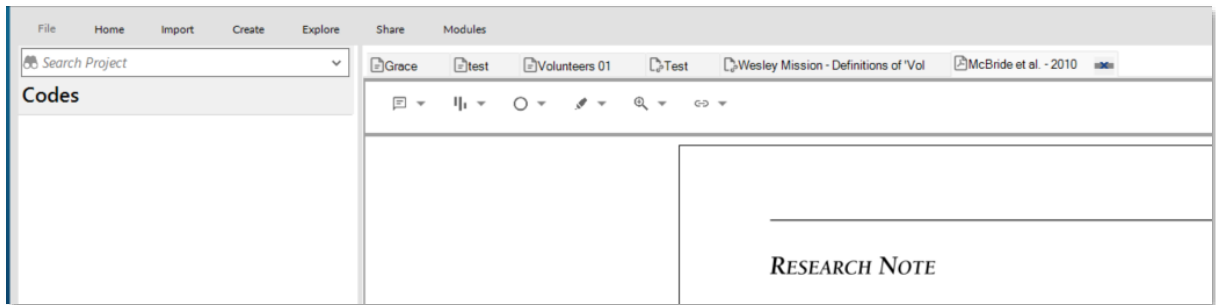 File Home Import Create Explore Share Modules
Search Project
Grace test Volunteers 01 Test Wesley Mission - Definitions of 'Vol McBride et al. - 2010
Codes
RESEARCH NOTE